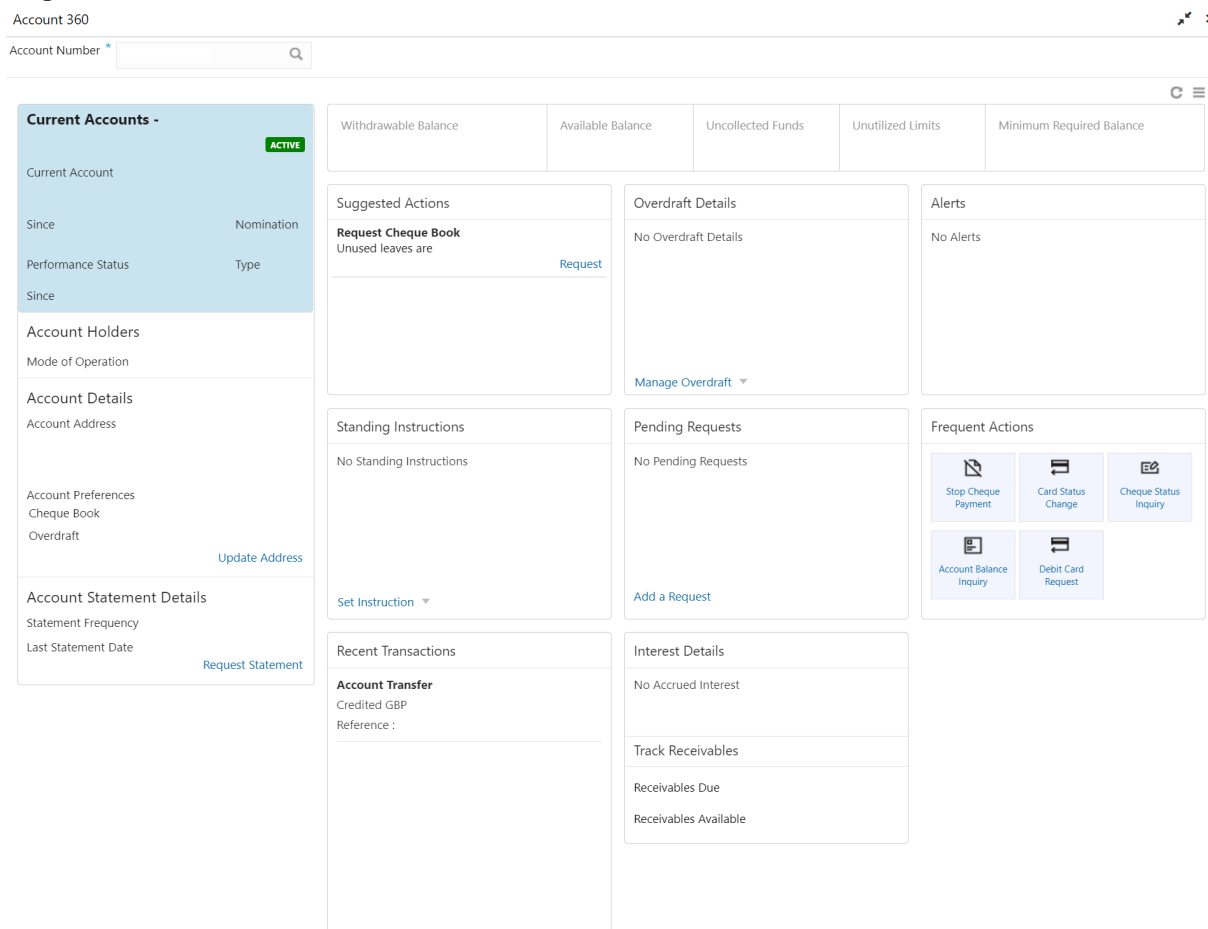 Account 360
Account Number *
Current Accounts -
ACTIVE
Current Account
Since Nomination
Performance Status Type
Since
Account Holders
Mode of Operation
Account Details
Account Address
Account Preferences
Cheque Book
Overdraft
Update Address
Account Statement Details
Statement Frequency
Last Statement Date
Request Statement
Withdrawable Balance Available Balance Uncollected Funds Unutilized Limits Minimum Required Balance
Suggested Actions
Request Cheque Book
Unused leaves are
Request
Overdraft Details
No Overdraft Details
Manage Overdraft
Alerts
No Alerts
Standing Instructions
No Standing Instructions
Set Instruction
Pending Requests
No Pending Requests
Add a Request
Frequent Actions
Stop Cheque
Payment
Card Status
Change
Cheque Status
Inquiry
Account Balance
Inquiry
Debit Card
Request
Recent Transactions
Account Transfer
Credited GBP
Reference :
Interest Details
No Accrued Interest
Track Receivables
Receivables Due
Receivables Available